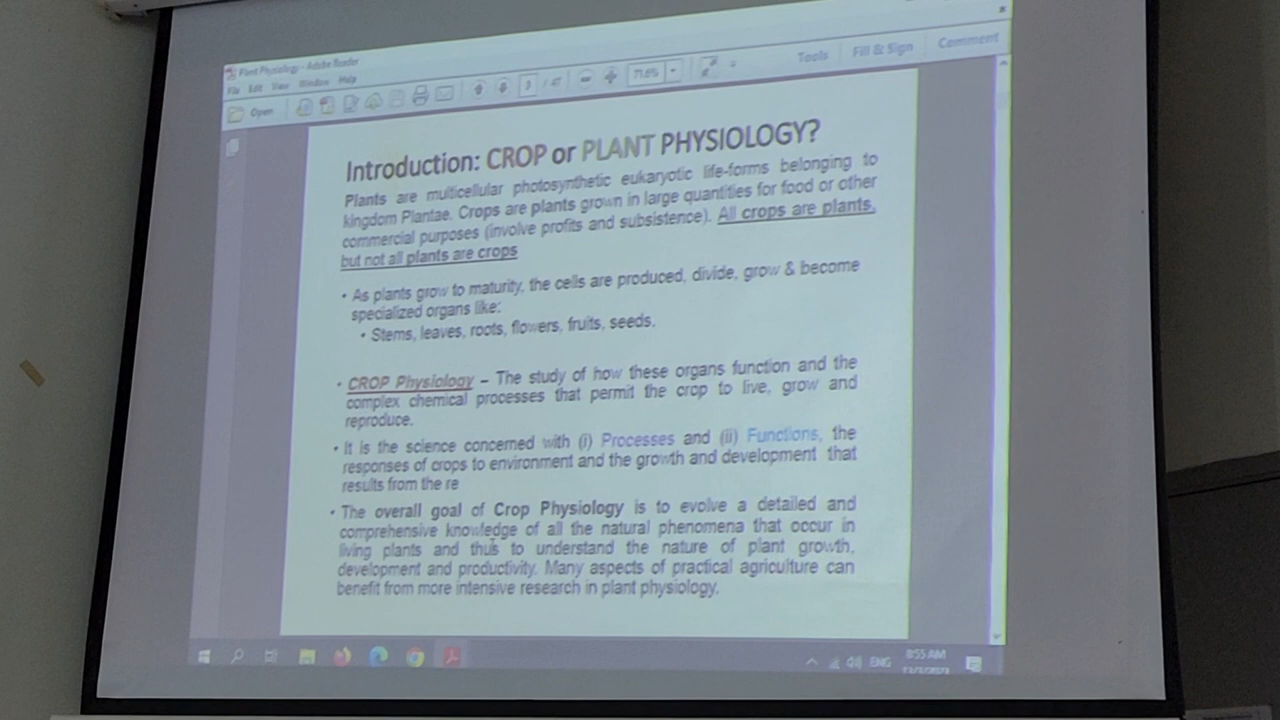 Plant Physiology - Adobe Reader
File Edit View Window Help
Open
3 / 47
71.6%
Tools Fill & Sign Comment
Introduction: CROP or PLANT PHYSIOLOGY?
Plants are multicellular photosynthetic eukaryotic life-forms belonging to
kingdom Plantae. Crops are plants grown in large quantities for food or other
commercial purposes (involve profits and subsistence). All crops are plants,
but not all plants are crops
• As plants grow to maturity, the cells are produced, divide, grow & become
specialized organs like:
• Stems, leaves, roots, flowers, fruits, seeds.
• CROP Physiology – The study of how these organs function and the
complex chemical processes that permit the crop to live, grow and
reproduce.
• It is the science concerned with (i) Processes and (ii) Functions, the
responses of crops to environment and the growth and development that
results from the re
• The overall goal of Crop Physiology is to evolve a detailed and
comprehensive knowledge of all the natural phenomena that occur in
living plants and thus to understand the nature of plant growth,
development and productivity. Many aspects of practical agriculture can
benefit from more intensive research in plant physiology.
ENG
8:55 AM